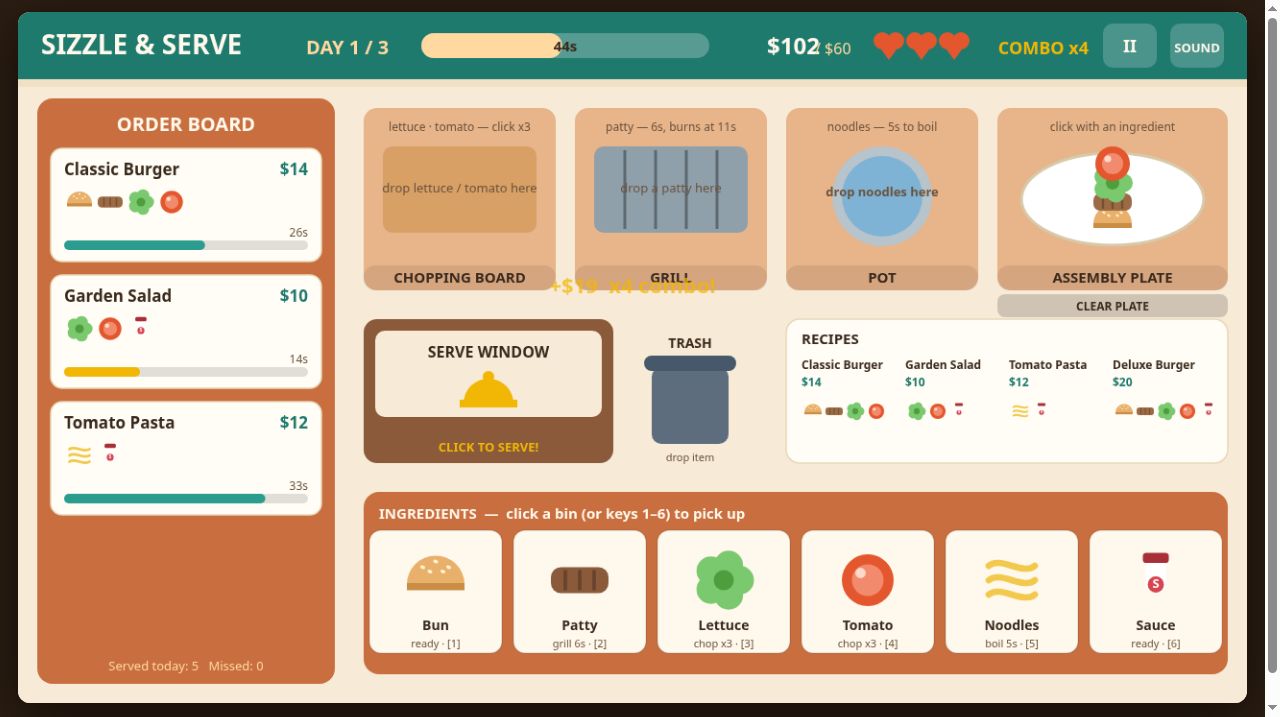 SIZZLE & SERVE
DAY 1 / 3
44s
$102 / $60
COMBO x4
II
SOUND
ORDER BOARD
Classic Burger $14
26s
Garden Salad $10
14s
Tomato Pasta $12
33s
Served today: 5 Missed: 0
lettuce · tomato — click x3
drop lettuce / tomato here
CHOPPING BOARD
patty — 6s, burns at 11s
drop a patty here
GRILL
noodles — 5s to boil
drop noodles here
POT
click with an ingredient
ASSEMBLY PLATE
CLEAR PLATE
+$19 x4 combo!
SERVE WINDOW
CLICK TO SERVE!
TRASH
drop item
RECIPES
Classic Burger Garden Salad Tomato Pasta Deluxe Burger
$14 $10 $12 $20
INGREDIENTS — click a bin (or keys 1–6) to pick up
S
Bun Patty Lettuce Tomato Noodles Sauce
ready · [1] grill 6s · [2] chop x3 · [3] chop x3 · [4] boil 5s · [5] ready · [6]